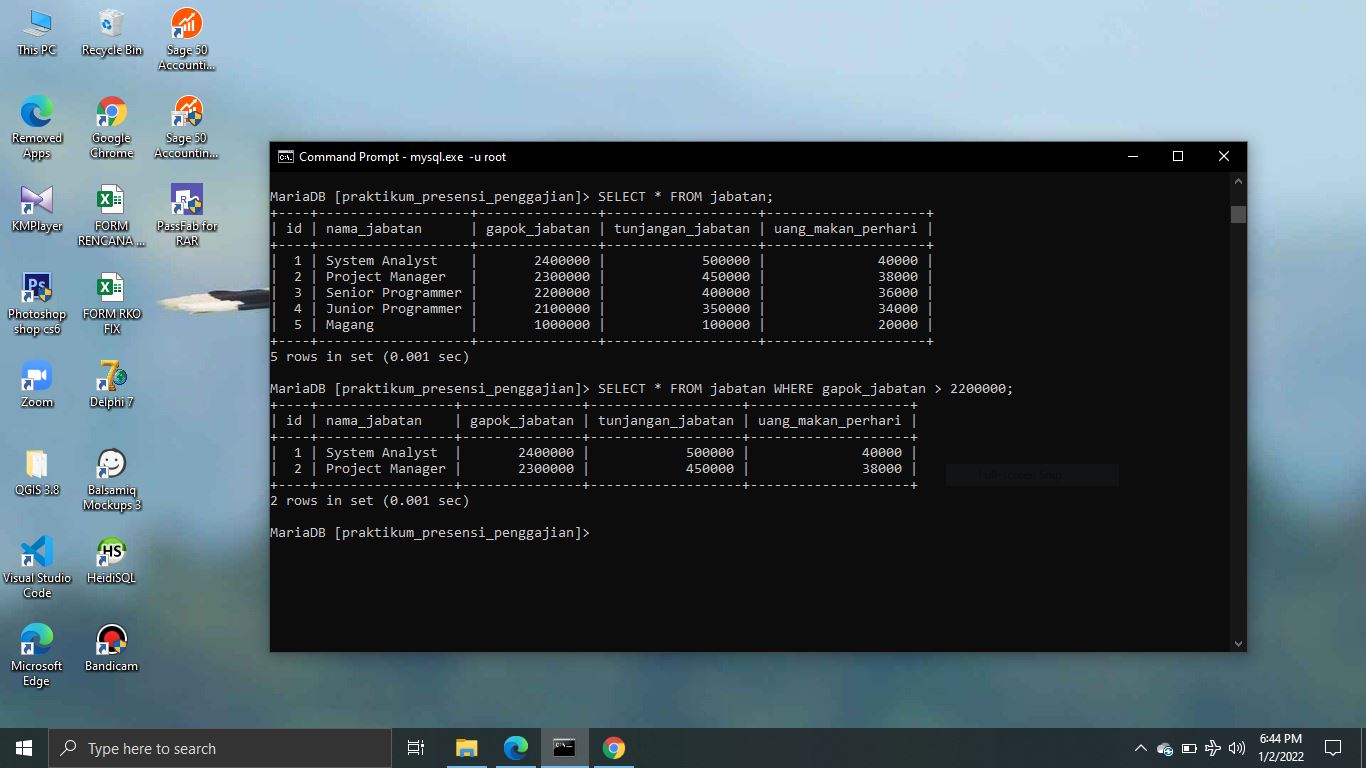 This PC
Recycle Bin
Sage 50
Accounti...
Removed
Apps
Google
Chrome
Sage 50
Accountin...
KMPlayer
FORM
RENCANA ...
PassFab for
RAR
Photoshop
shop cs6
FORM RKO
FIX
Zoom
Delphi 7
QGIS 3.8
Balsamiq
Mockups 3
Visual Studio
Code
HeidiSQL
Microsoft
Edge
Bandicam
Command Prompt - mysql.exe  -u root
MariaDB [praktikum_presensi_penggajian]> SELECT * FROM jabatan;
+----+-------------------+---------------+-------------------+--------------------+
| id | nama_jabatan      | gapok_jabatan | tunjangan_jabatan | uang_makan_perhari |
+----+-------------------+---------------+-------------------+--------------------+
|  1 | System Analyst    |       2400000 |            500000 |              40000 |
|  2 | Project Manager   |       2300000 |            450000 |              38000 |
|  3 | Senior Programmer |       2200000 |            400000 |              36000 |
|  4 | Junior Programmer |       2100000 |            350000 |              34000 |
|  5 | Magang            |       1000000 |            100000 |              20000 |
+----+-------------------+---------------+-------------------+--------------------+
5 rows in set (0.001 sec)
MariaDB [praktikum_presensi_penggajian]> SELECT * FROM jabatan WHERE gapok_jabatan > 2200000;
+----+-----------------+---------------+-------------------+--------------------+
| id | nama_jabatan    | gapok_jabatan | tunjangan_jabatan | uang_makan_perhari |
+----+-----------------+---------------+-------------------+--------------------+
|  1 | System Analyst  |       2400000 |            500000 |              40000 |
|  2 | Project Manager |       2300000 |            450000 |              38000 |
+----+-----------------+---------------+-------------------+--------------------+
Full-screen Snip
2 rows in set (0.001 sec)
MariaDB [praktikum_presensi_penggajian]>
Type here to search
6:44 PM
1/2/2022